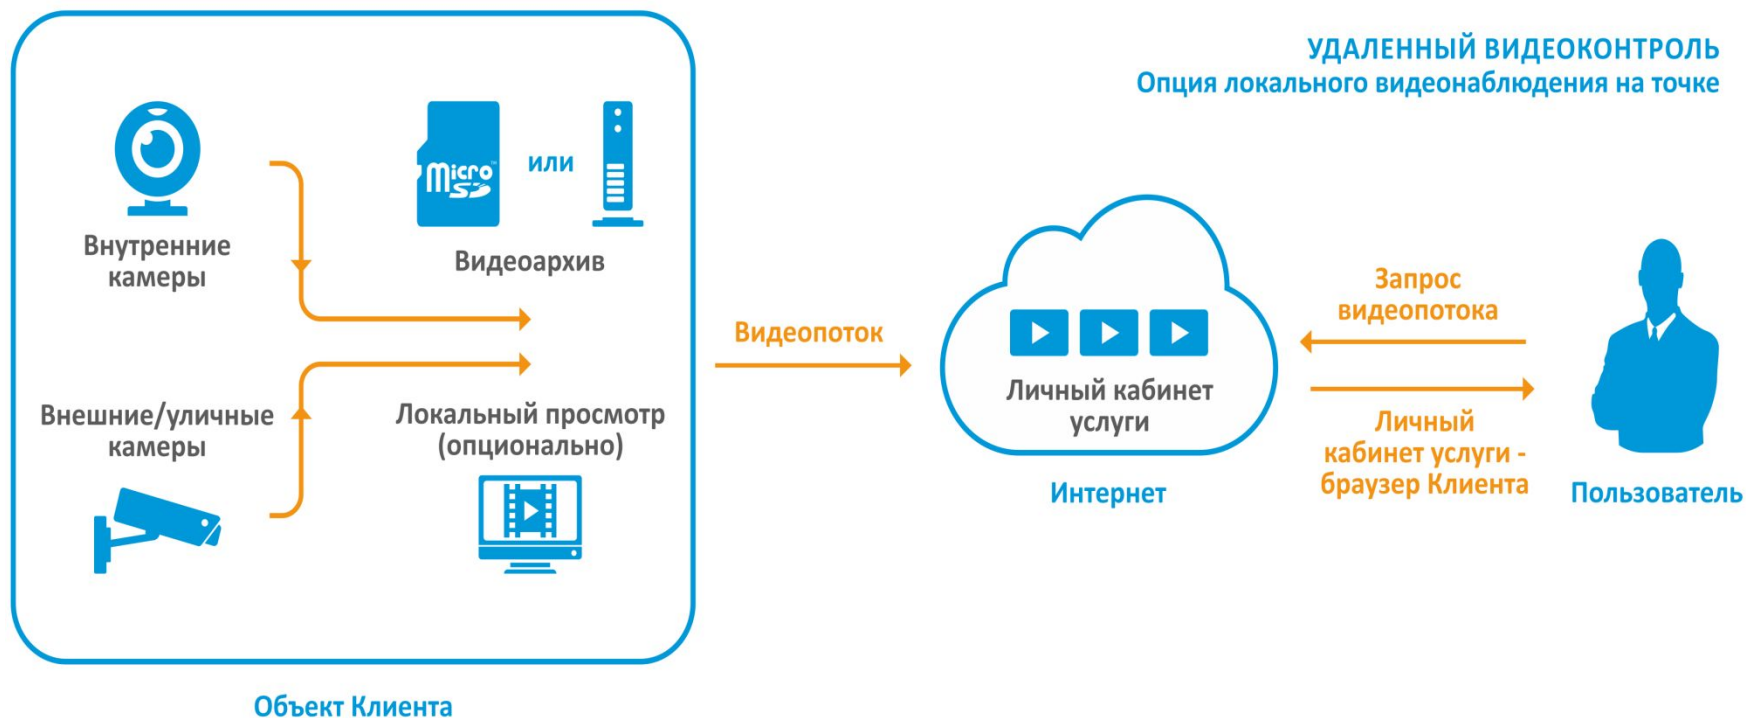 УДАЛЕННЫЙ ВИДЕОКОНТРОЛЬ
Опция локального видеонаблюдения на точке
Micro
SD
™
или
Внутренние
камеры
Видеоархив
Внешние/уличные
камеры
Локальный просмотр
(опционально)
Объект Клиента
Видеопоток
Личный кабинет
услуги
Интернет
Запрос
видеопотока
Личный
кабинет услуги -
браузер Клиента
Пользователь